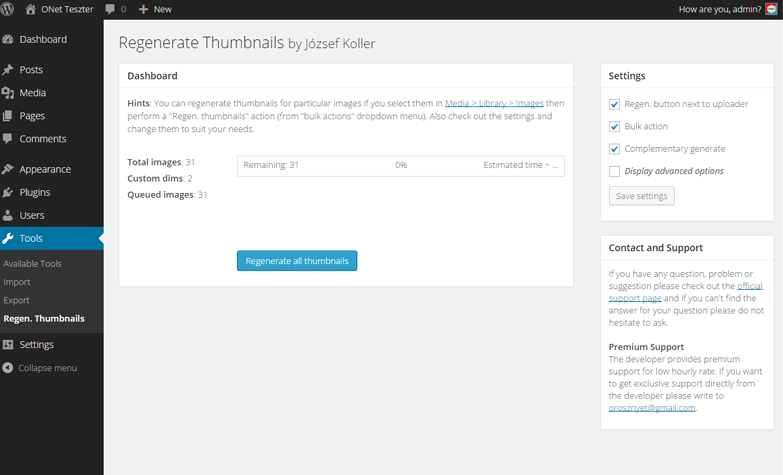 ONet Teszter 0 New How are you, admin?
Dashboard
Posts
Media
Pages
Comments
Appearance
Plugins
Users
Tools
Available Tools
Import
Export
Regen. Thumbnails
Settings
Collapse menu
Regenerate Thumbnails by József Koller
Dashboard
Hints: You can regenerate thumbnails for particular images if you select them in Media > Library > Images then
perform a "Regen. thumbnails" action (from "bulk actions" dropdown menu). Also check out the settings and
change them to suit your needs.
Total images: 31
Custom dims: 2
Queued images: 31
Remaining: 31 0% Estimated time ~ ...
Regenerate all thumbnails
Settings
Regen. button next to uploader
Bulk action
Complementary generate
Display advanced options
Save settings
Contact and Support
If you have any question, problem or
suggestion please check out the official
support page and if you can't find the
answer for your question please do not
hesitate to ask.
Premium Support
The developer provides premium
support for low hourly rate. If you want
to get exclusive support directly from
the developer please write to
orosznyet@gmail.com.